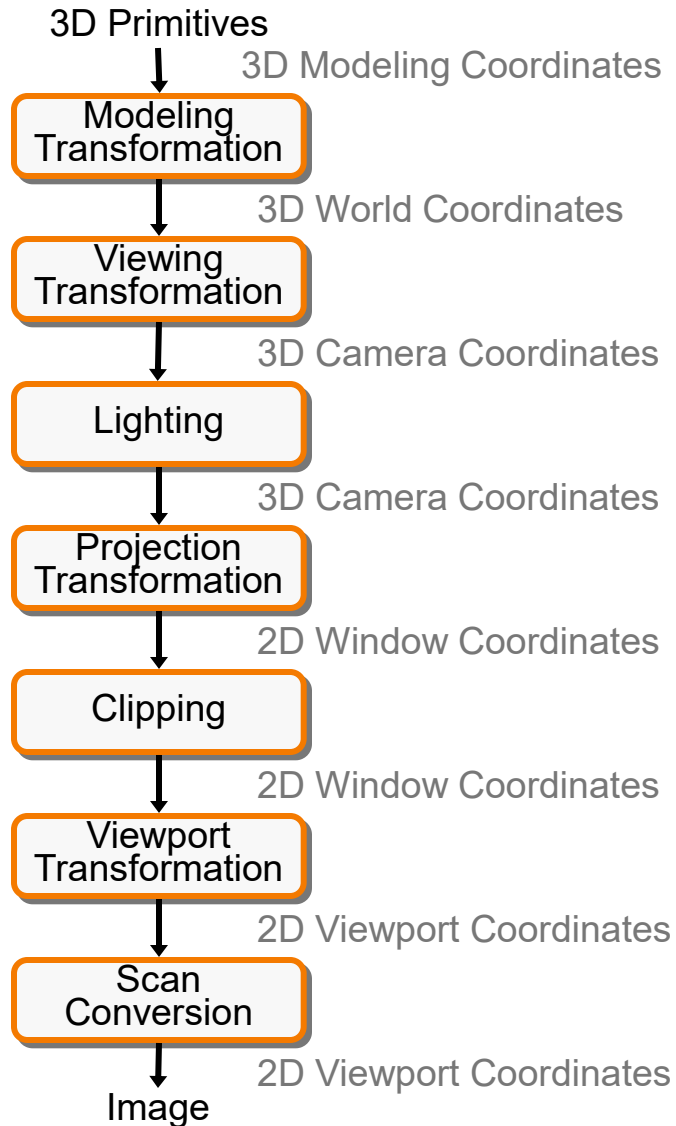 3D Primitives
3D Modeling Coordinates
Modeling
Transformation
3D World Coordinates
Viewing
Transformation
3D Camera Coordinates
Lighting
3D Camera Coordinates
Projection
Transformation
2D Window Coordinates
Clipping
2D Window Coordinates
Viewport
Transformation
2D Viewport Coordinates
Scan
Conversion
2D Viewport Coordinates
Image